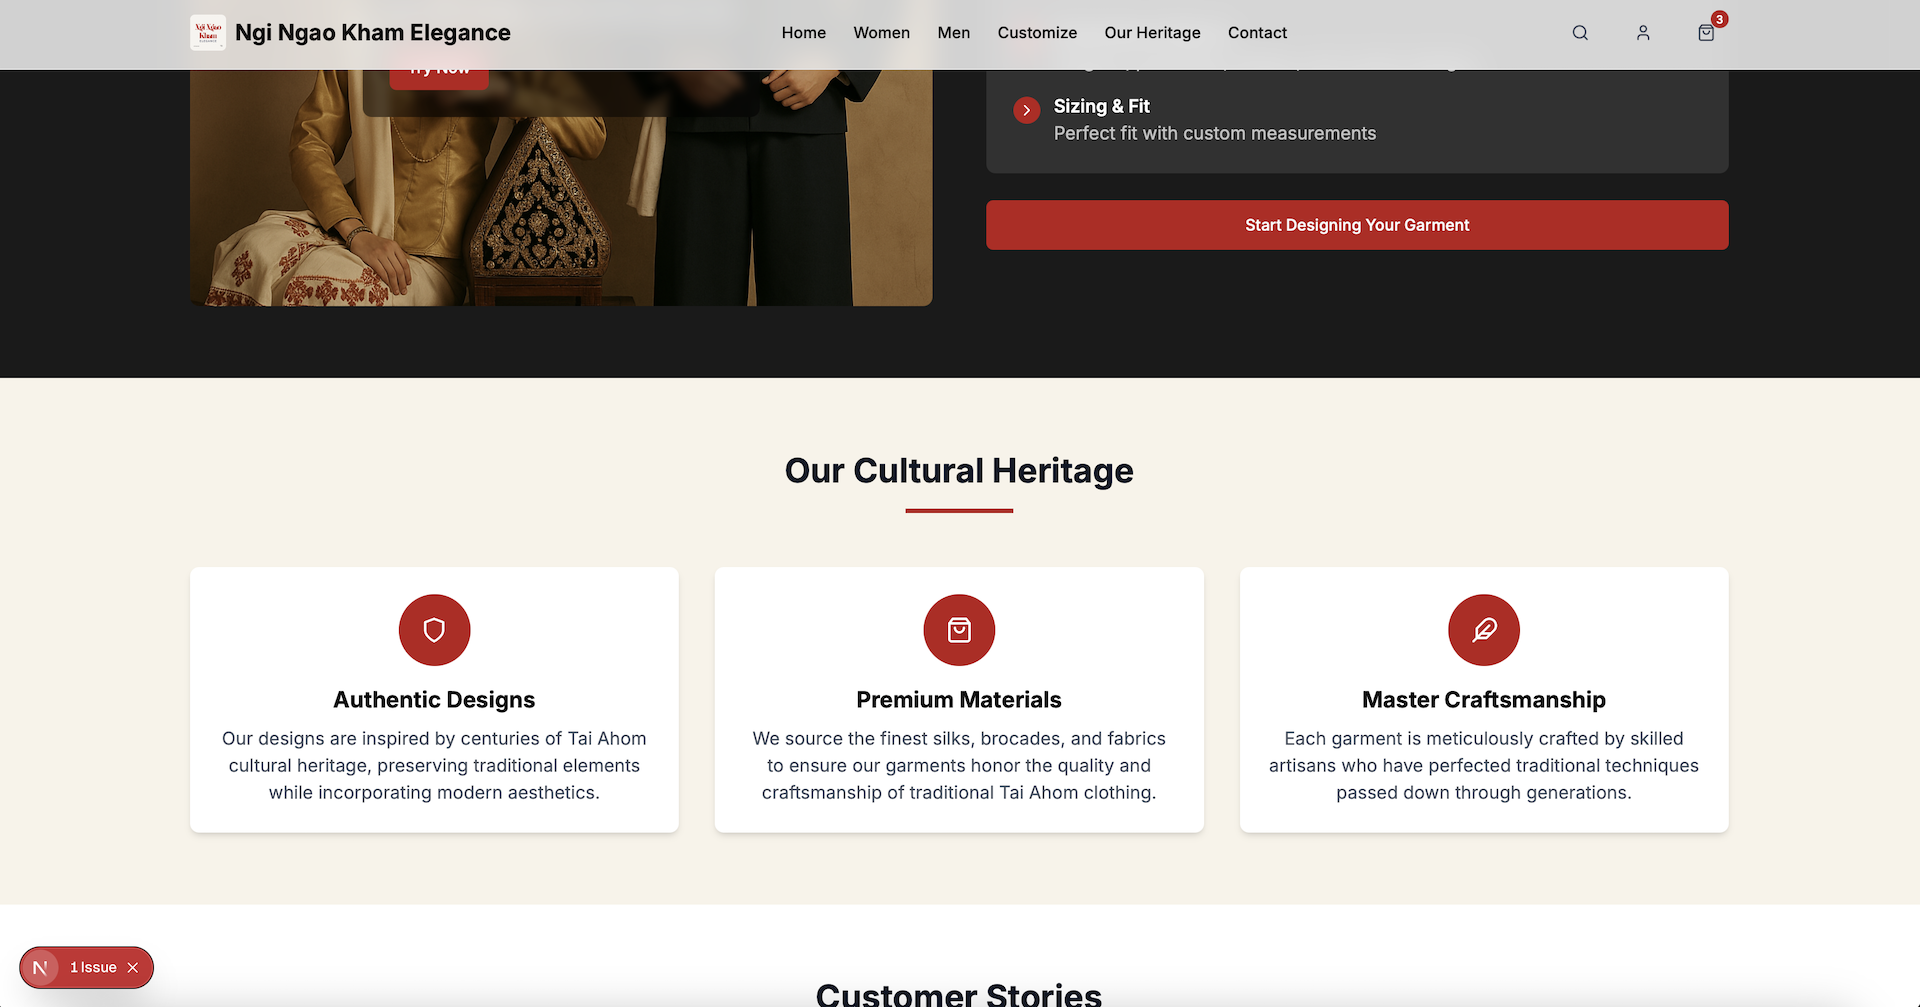 Ngi Ngao
Kham
Ngi Ngao Kham Elegance
Home
Women
Men
Customize
Our Heritage
Contact
3
Try Now
Sizing & Fit
Perfect fit with custom measurements
Start Designing Your Garment
Our Cultural Heritage
Authentic Designs
Our designs are inspired by centuries of Tai Ahom
cultural heritage, preserving traditional elements
while incorporating modern aesthetics.
Premium Materials
We source the finest silks, brocades, and fabrics
to ensure our garments honor the quality and
craftsmanship of traditional Tai Ahom clothing.
Master Craftsmanship
Each garment is meticulously crafted by skilled
artisans who have perfected traditional techniques
passed down through generations.
N
1 Issue
Customer Stories